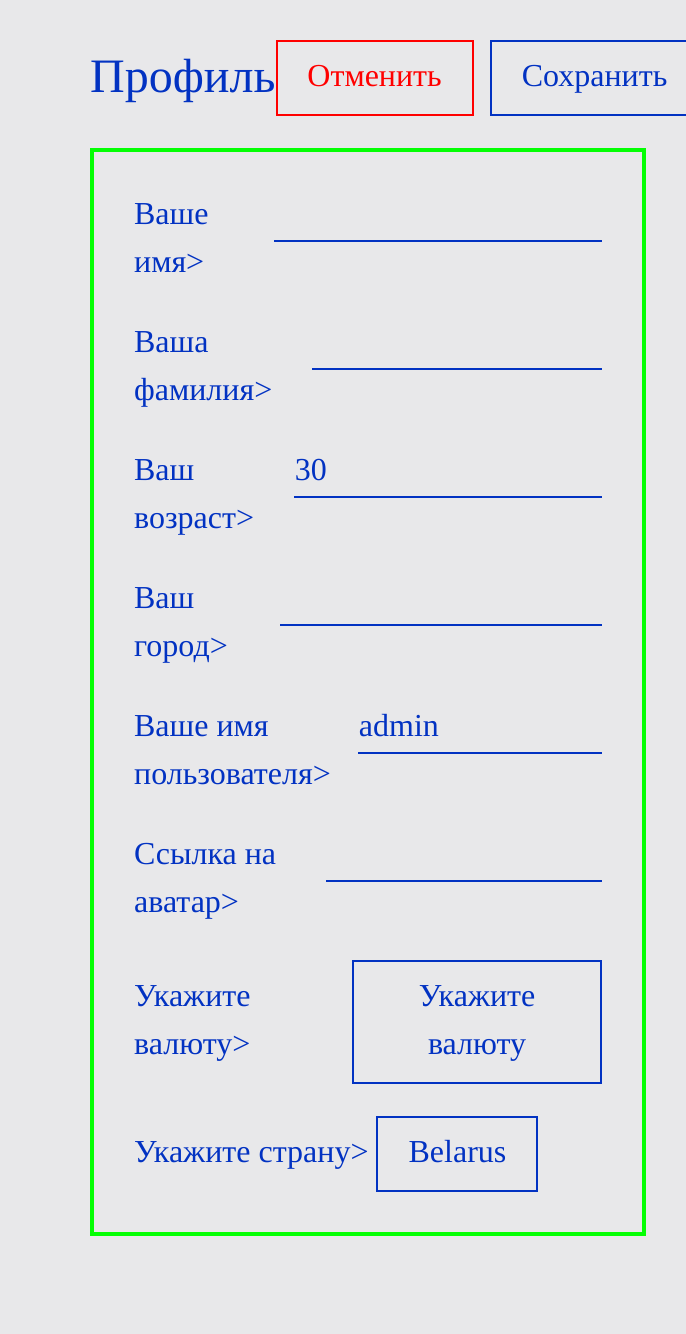 Профиль Отменить Сохранить
Ваше
имя>
Ваша
фамилия>
Ваш 30
возраст>
Ваш
город>
Ваше имя admin
пользователя>
Ссылка на
аватар>
Укажите Укажите
валюту> валюту
Укажите страну> Belarus